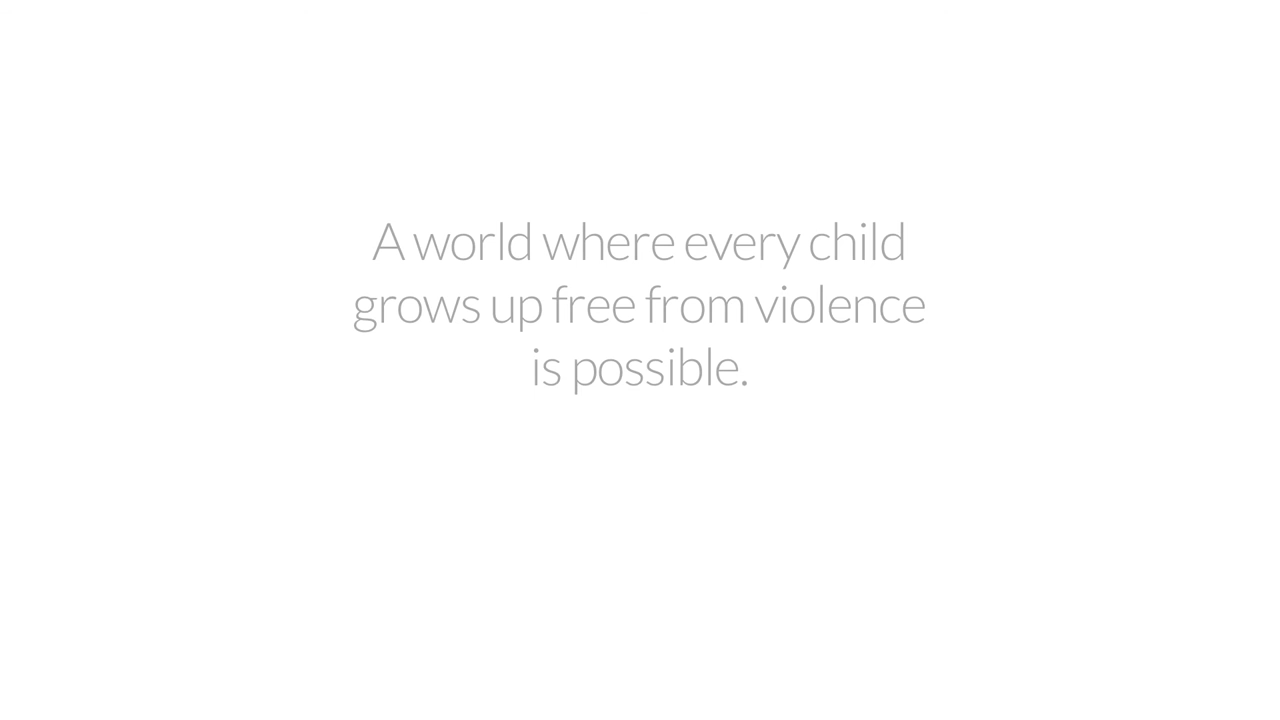 A world where every child
grows up free from violence
is possible.